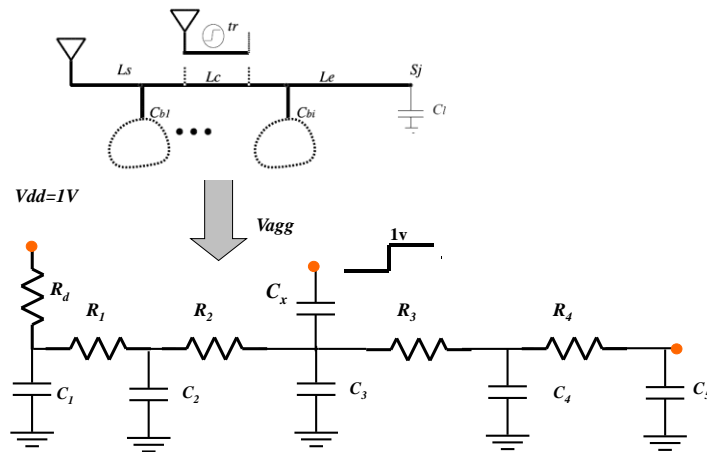 tr
Ls Lc Le Sj
Cb1 Cbi Cl
Vdd=1V
Vagg
1v
Rd
R1 R2 Cx R3 R4
C1 C2 C3 C4 C5